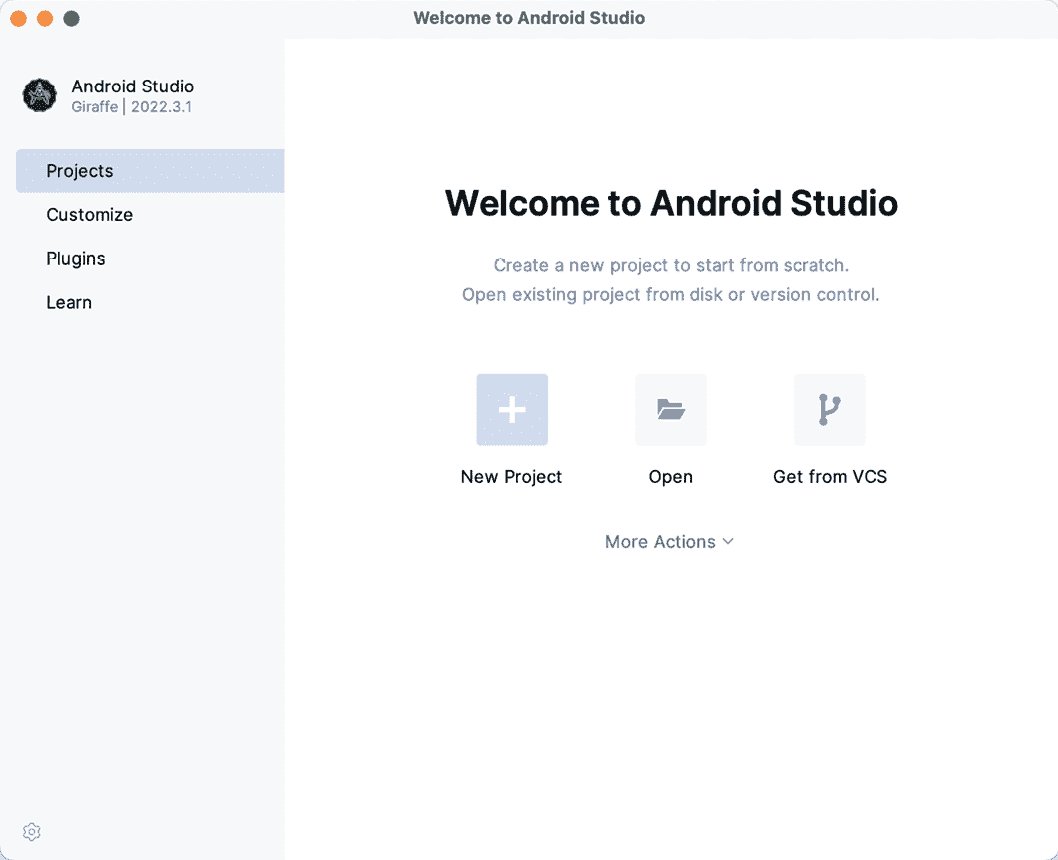 Welcome to Android Studio
Android Studio
Giraffe | 2022.3.1
Projects
Customize
Plugins
Learn
Welcome to Android Studio
Create a new project to start from scratch.
Open existing project from disk or version control.
New Project
Open
Get from VCS
More Actions